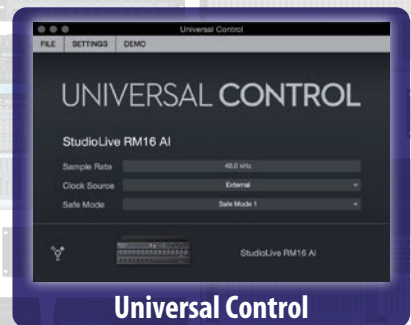 Universal Control
FILE SETTINGS DEMO
UNIVERSAL CONTROL
StudioLive RM16 AI
Sample Rate 48.0 kHz
Clock Source External
Safe Mode Safe Mode 1
StudioLive RM16 AI
Universal Control